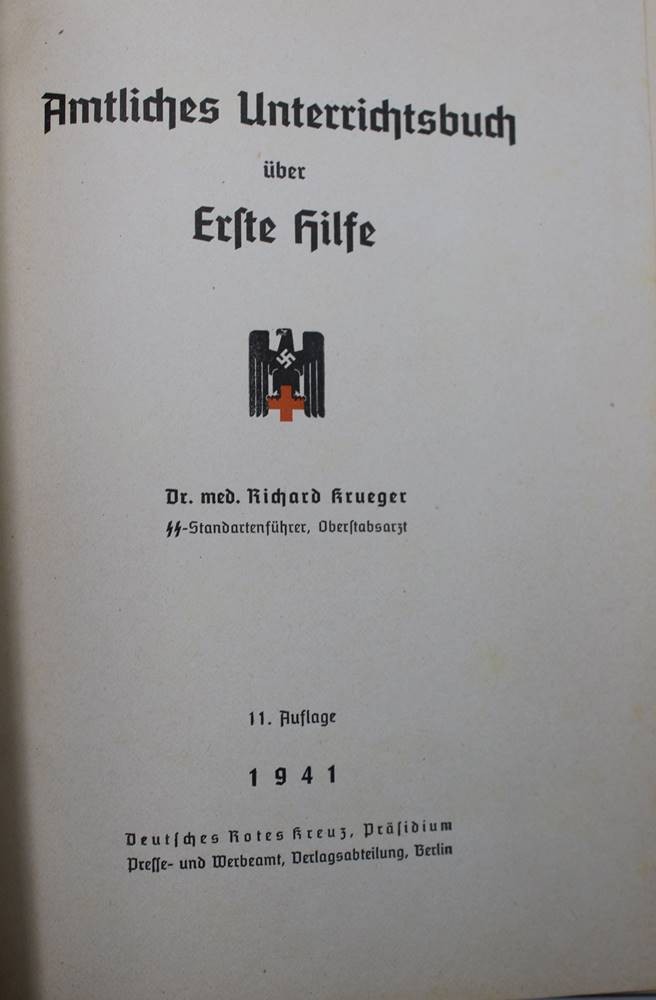 Amtliches Unterrichtsbuch
über
Erſte Hilfe
Dr. med. Richard Krueger
SS-Standartenführer, Oberſtabsarzt
11. Auflage
1941
Deutſches Rotes Kreuz, Präſidium
Preſſe- und Werbeamt, Verlagsabteilung, Berlin